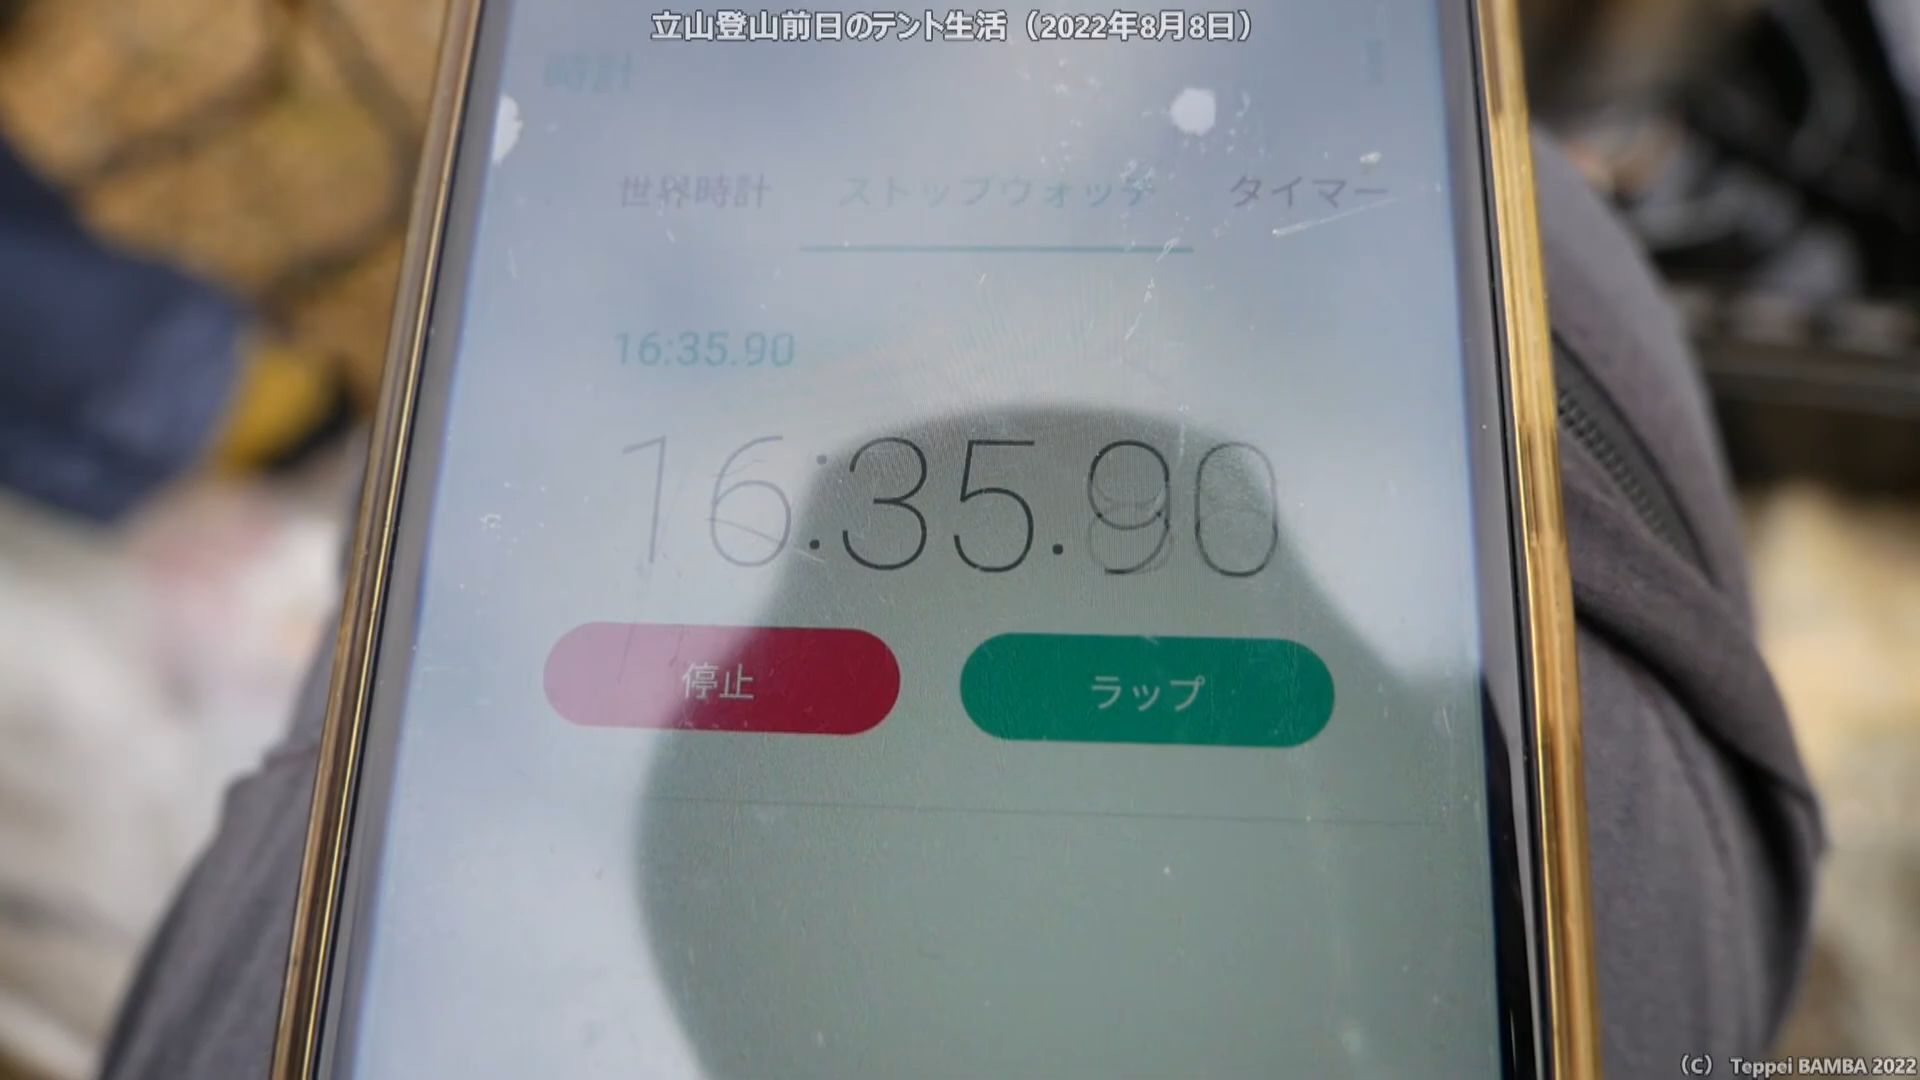 立山登山前日のテント生活（2022年8月8日）
時計
世界時計 ストップウォッチ タイマー
16:35.90
16:35.90
停止 ラップ
（C） Teppei BAMBA 2022